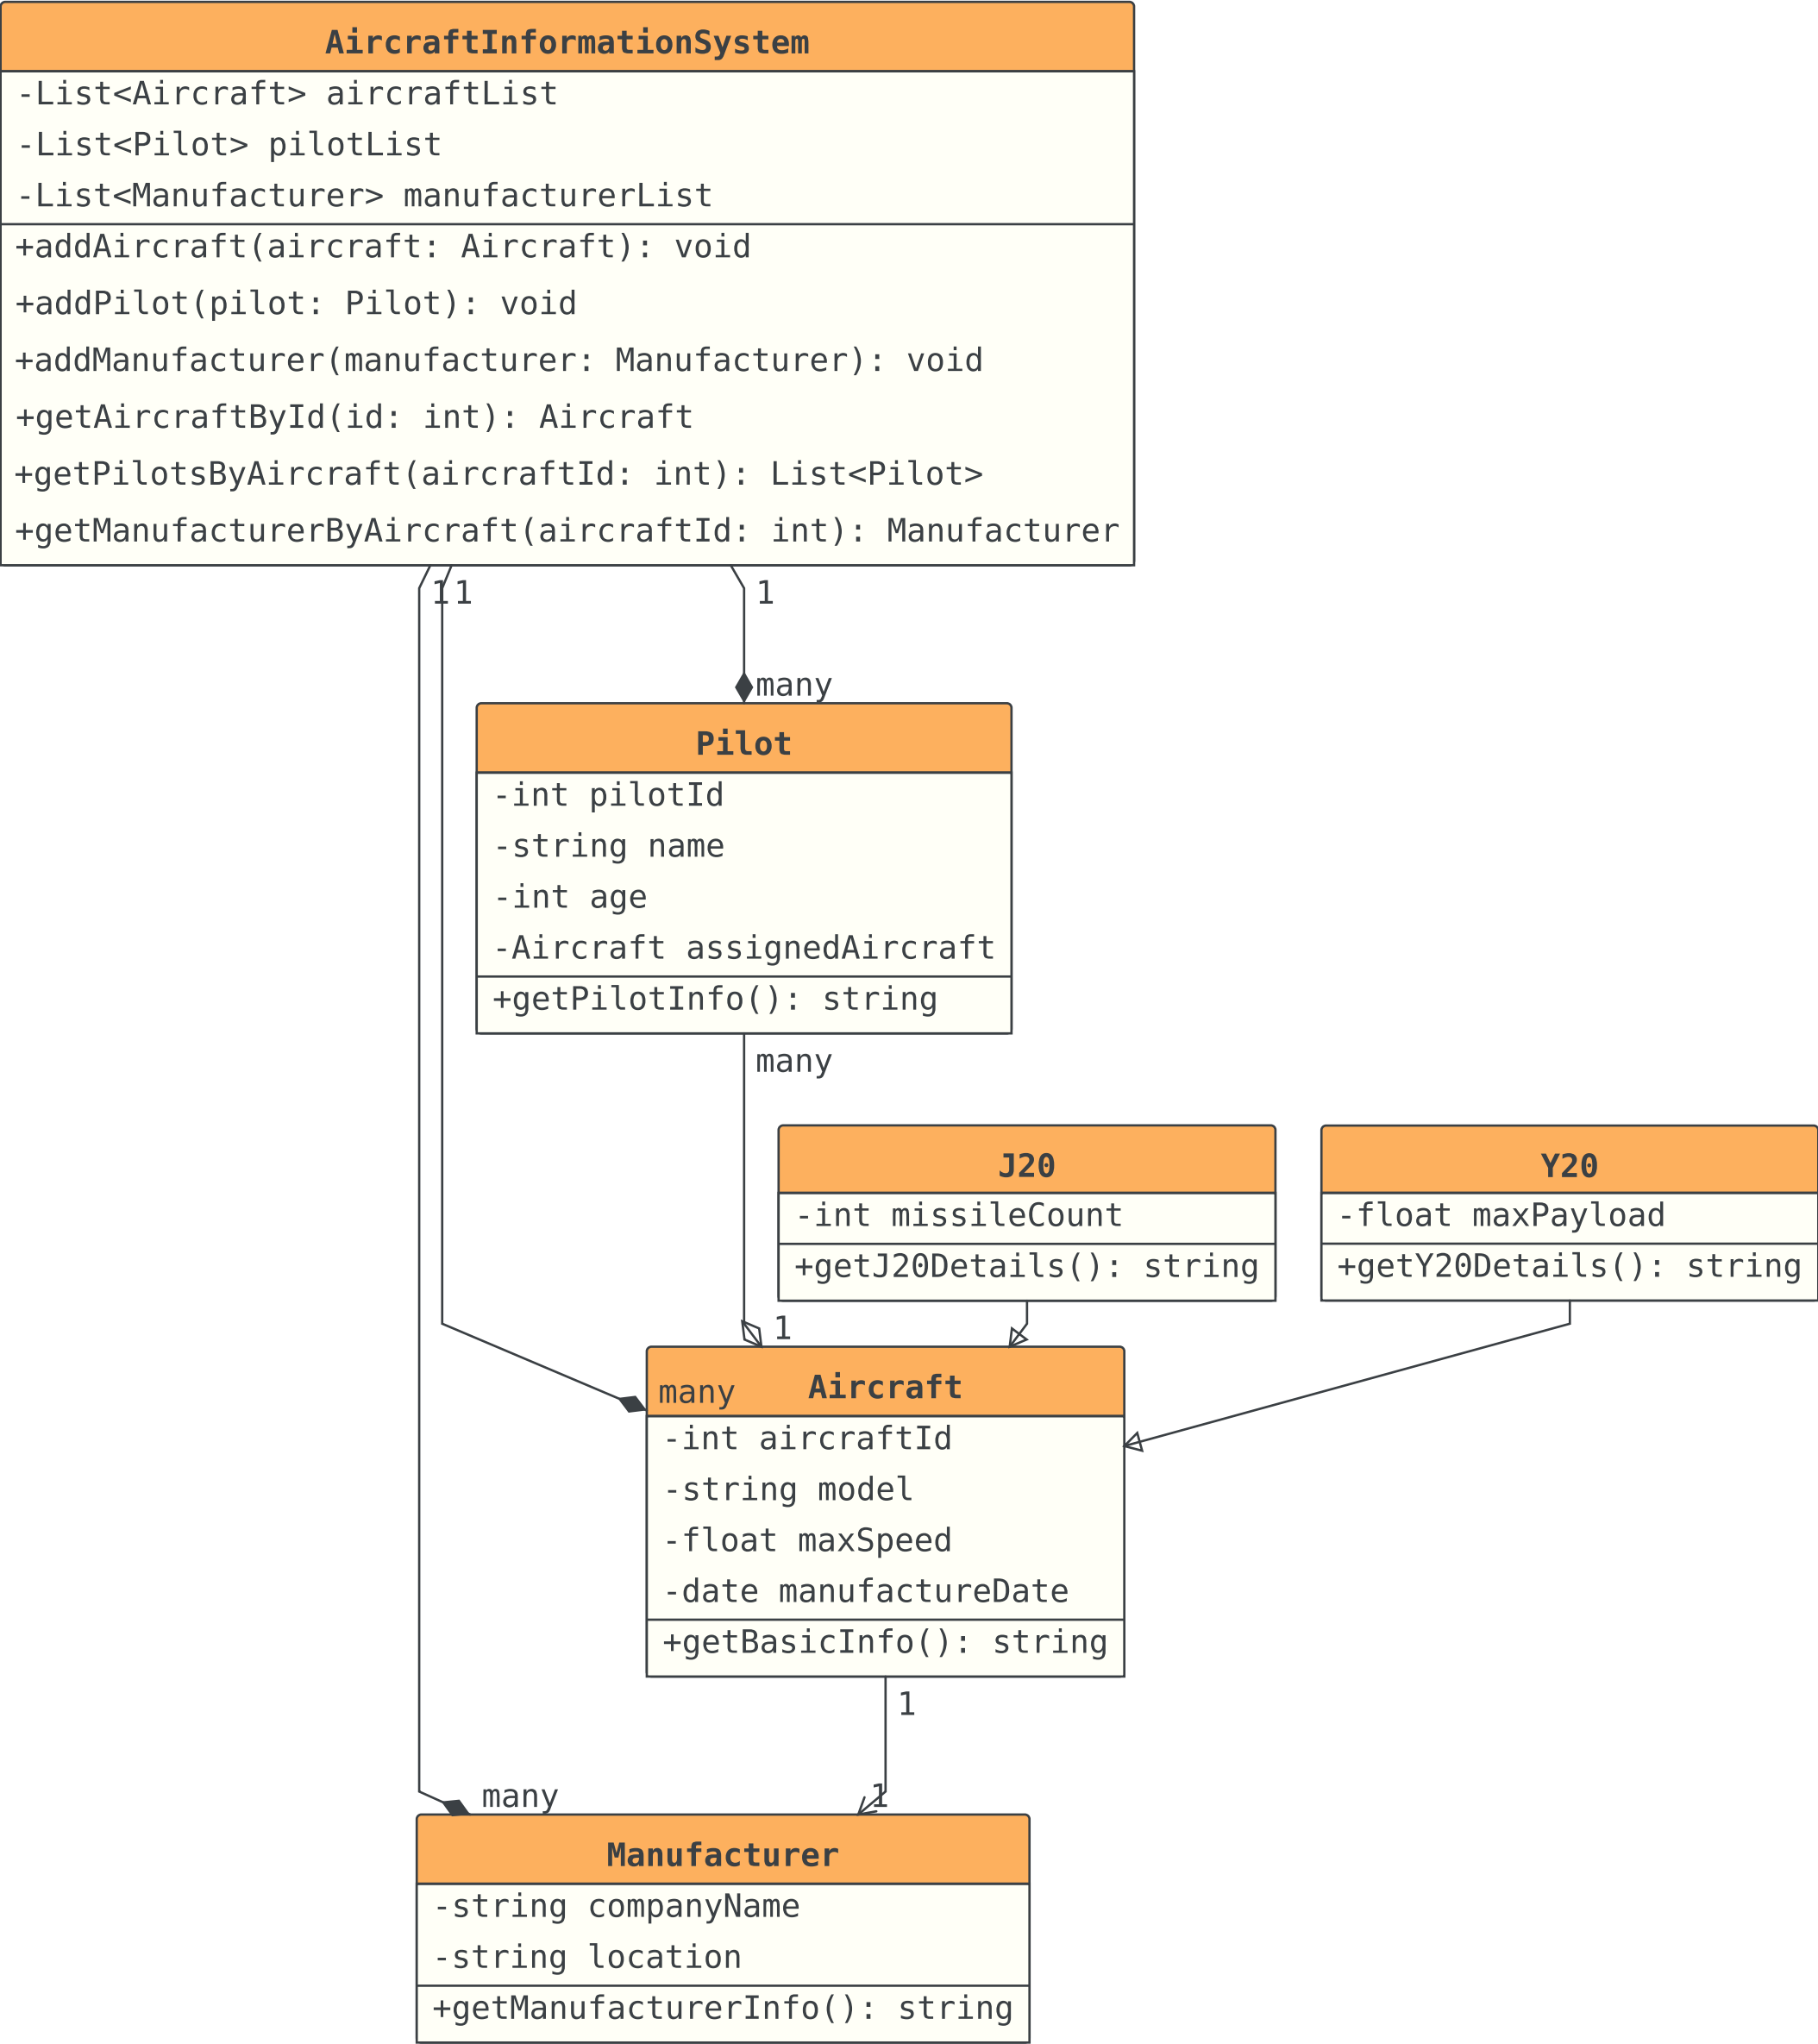 AircraftInformationSystem
-List<Aircraft> aircraftList
-List<Pilot> pilotList
-List<Manufacturer> manufacturerList
+addAircraft(aircraft: Aircraft): void
+addPilot(pilot: Pilot): void
+addManufacturer(manufacturer: Manufacturer): void
+getAircraftById(id: int): Aircraft
+getPilotsByAircraft(aircraftId: int): List<Pilot>
+getManufacturerByAircraft(aircraftId: int): Manufacturer
1
1
1
many
Pilot
-int pilotId
-string name
-int age
-Aircraft assignedAircraft
+getPilotInfo(): string
many
J20
-int missileCount
+getJ20Details(): string
Y20
-float maxPayload
+getY20Details(): string
1
many
Aircraft
-int aircraftId
-string model
-float maxSpeed
-date manufactureDate
+getBasicInfo(): string
1
many
1
Manufacturer
-string companyName
-string location
+getManufacturerInfo(): string